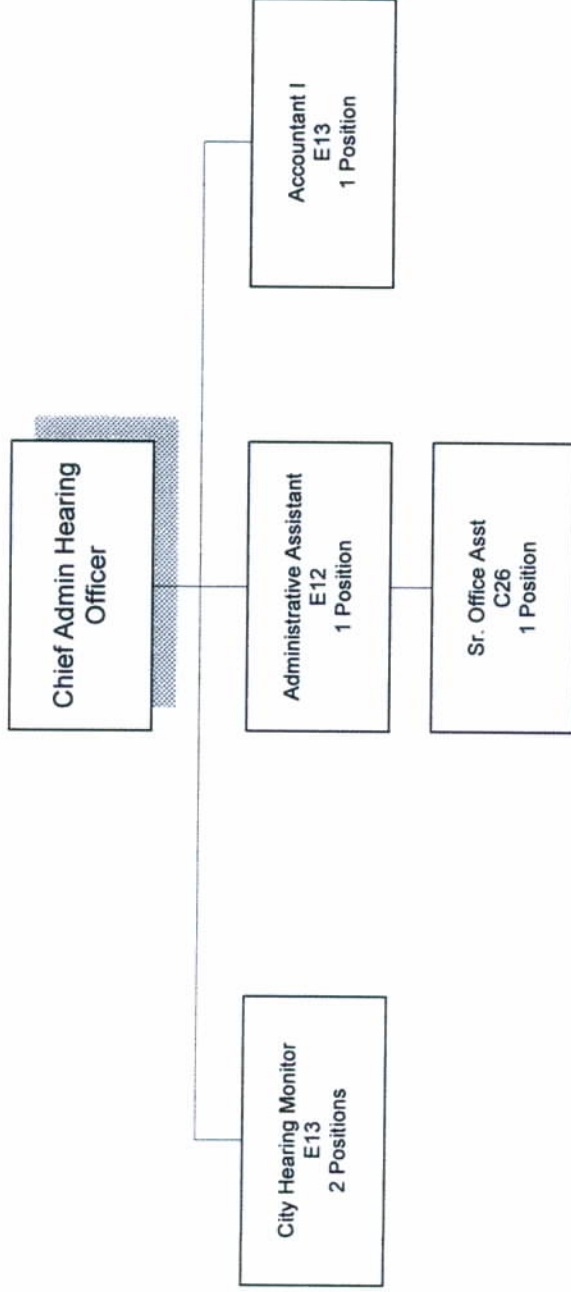 Chief Admin Hearing
Officer
City Hearing Monitor
E13
2 Positions
Administrative Assistant
E12
1 Position
Accountant I
E13
1 Position
Sr. Office Asst
C26
1 Position